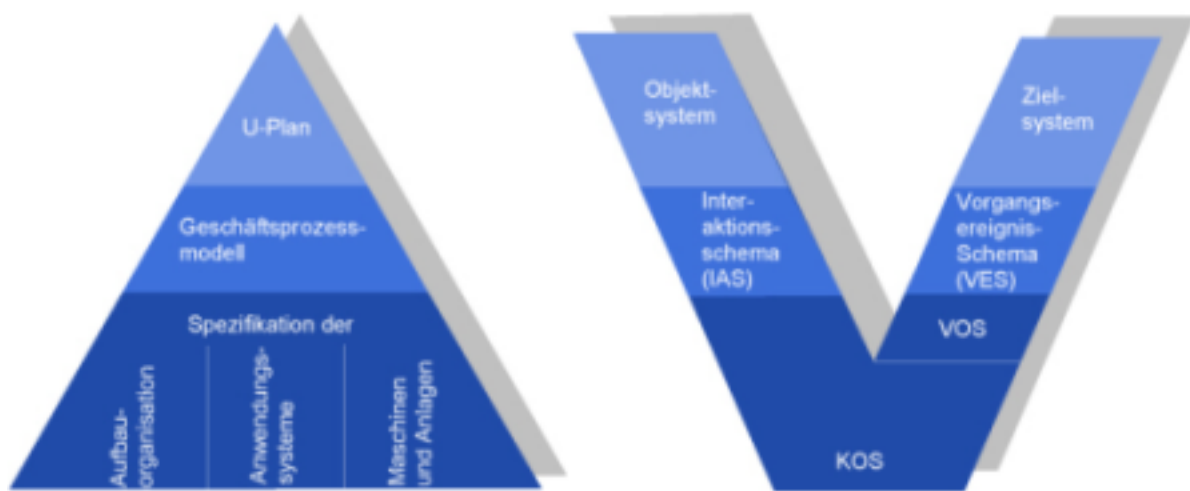 U-Plan
Geschäftsprozess-
modell
Spezifikation der
Aufbau-
organisation
Anwendungs-
systeme
Maschinen
und Anlagen
Objekt-
system
Inter-
aktions-
schema
(IAS)
Ziel-
system
Vorgangs-
ereignis-
Schema
(VES)
VOS
KOS